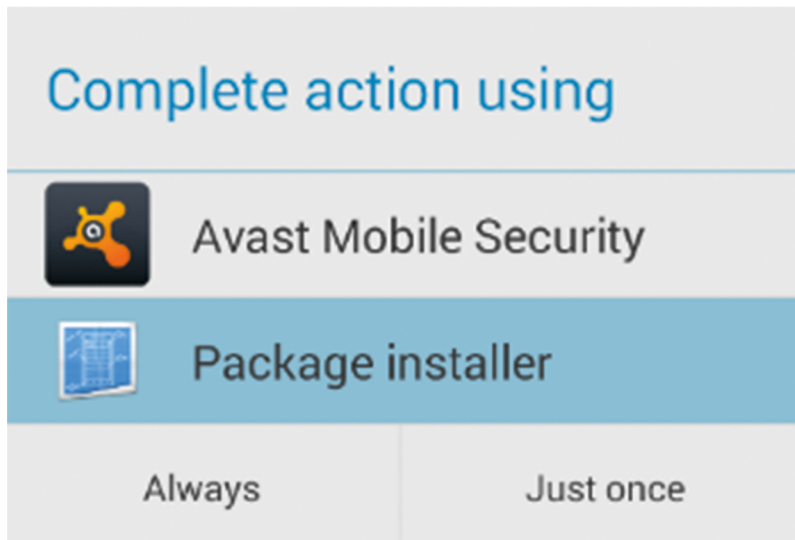 Complete action using
Avast Mobile Security
Package installer
Always
Just once